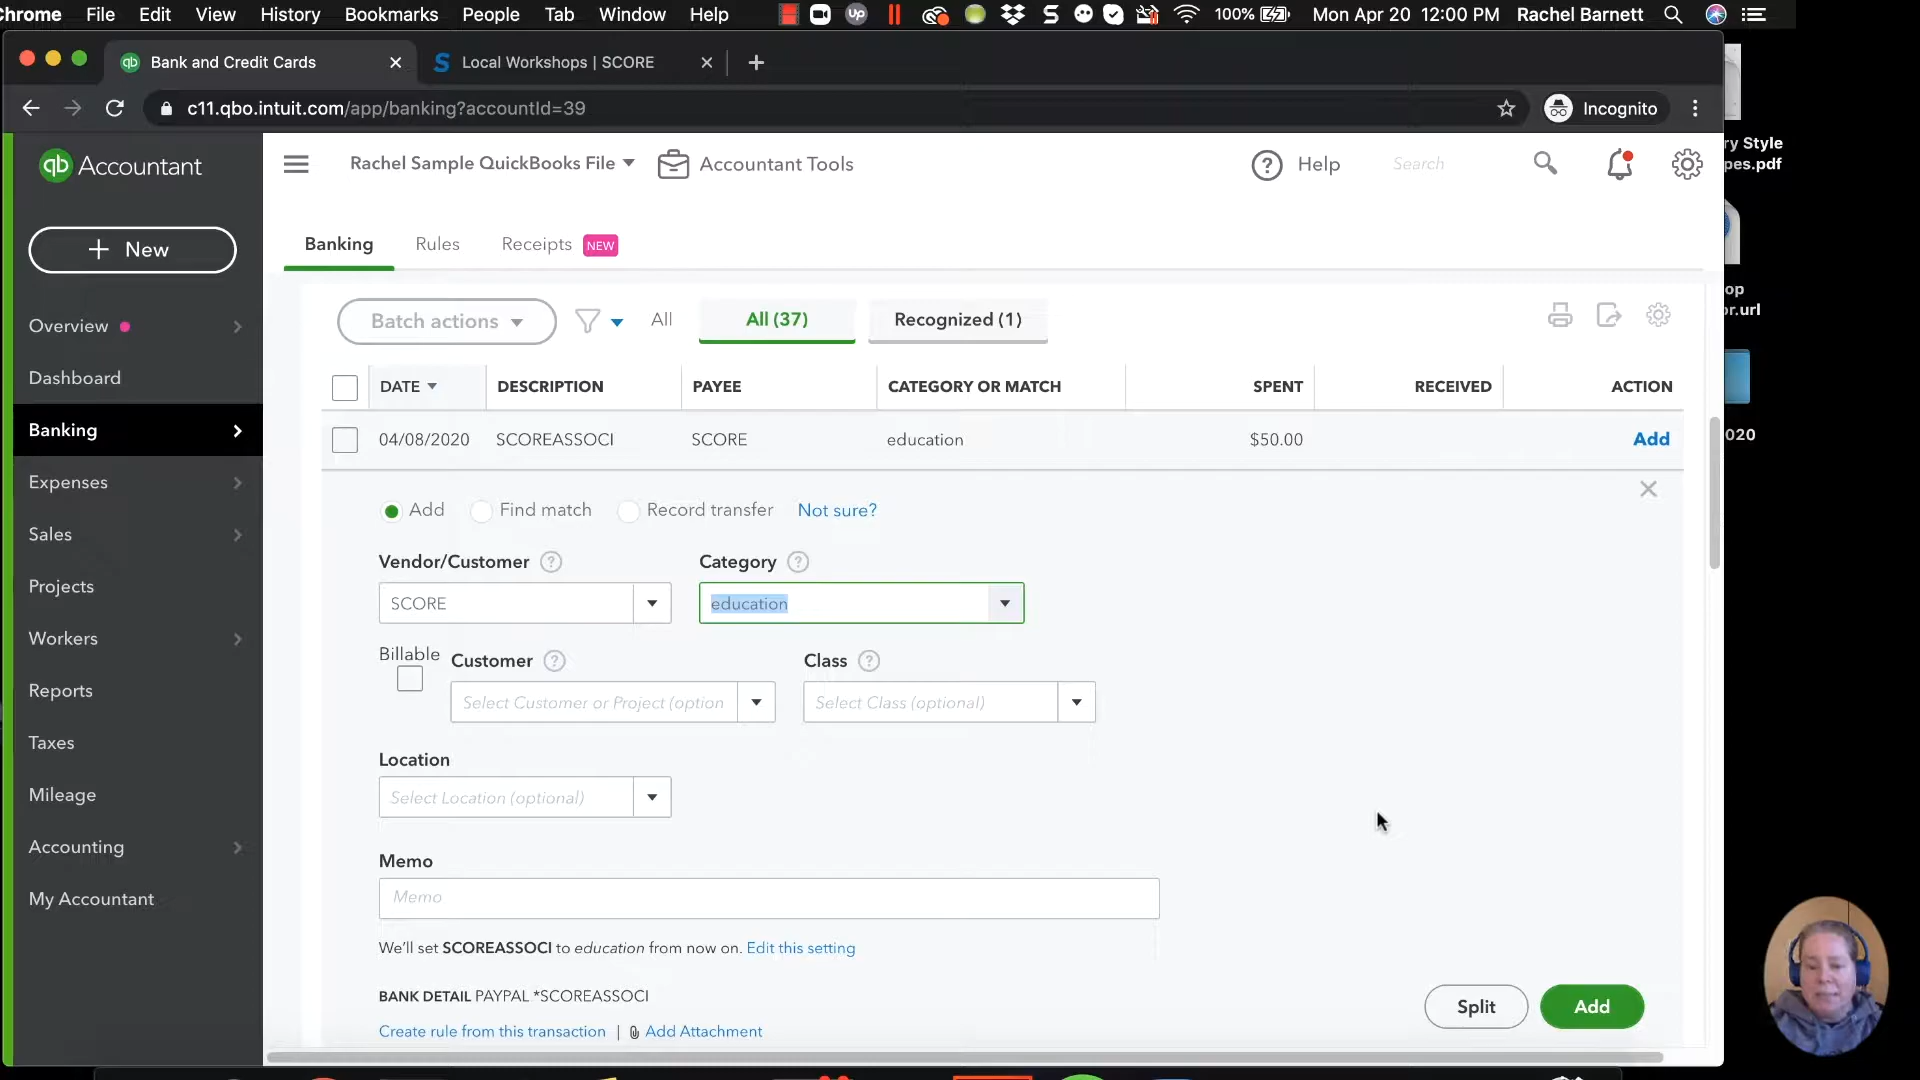 Chrome File Edit View History Bookmarks People Tab Window Help 100% Mon Apr 20 12:00 PM Rachel Barnett
Bank and Credit Cards
Local Workshops | SCORE
c11.qbo.intuit.com/app/banking?accountId=39
Incognito
qb Accountant
Rachel Sample QuickBooks File
Accountant Tools
Help
Search
+ New
Banking
Rules
Receipts NEW
Overview
Dashboard
Banking
Expenses
Sales
Projects
Workers
Reports
Taxes
Mileage
Accounting
My Accountant
Batch actions
All
All (37)
Recognized (1)
DATE DESCRIPTION PAYEE CATEGORY OR MATCH SPENT RECEIVED ACTION
04/08/2020 SCOREASSOCI SCORE education $50.00 Add
Add Find match Record transfer Not sure?
Vendor/Customer Category
SCORE education
Billable Customer Class
Select Customer or Project (option Select Class (optional)
Location
Select Location (optional)
Memo
Memo
We'll set SCOREASSOCI to education from now on. Edit this setting
BANK DETAIL PAYPAL *SCOREASSOCI
Split Add
Create rule from this transaction | Add Attachment
ry Style
pes.pdf
op
r.url
020